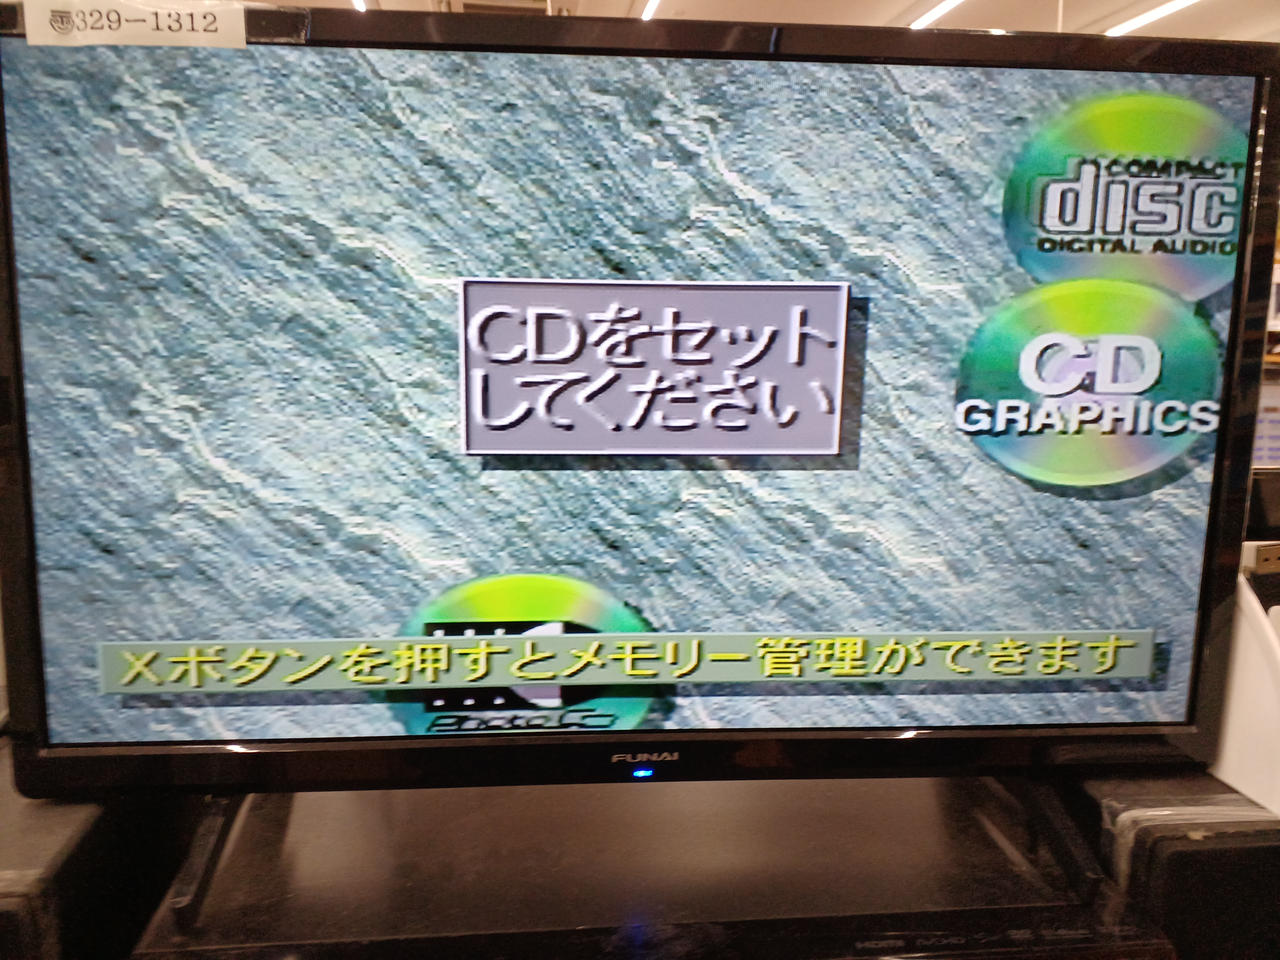 329-1312
COMPACT
disc
DIGITAL AUDIO
CDをセット
してください
CD
GRAPHICS
Xボタンを押すとメモリー管理ができます
Photo CD
FUNAI
HDMI